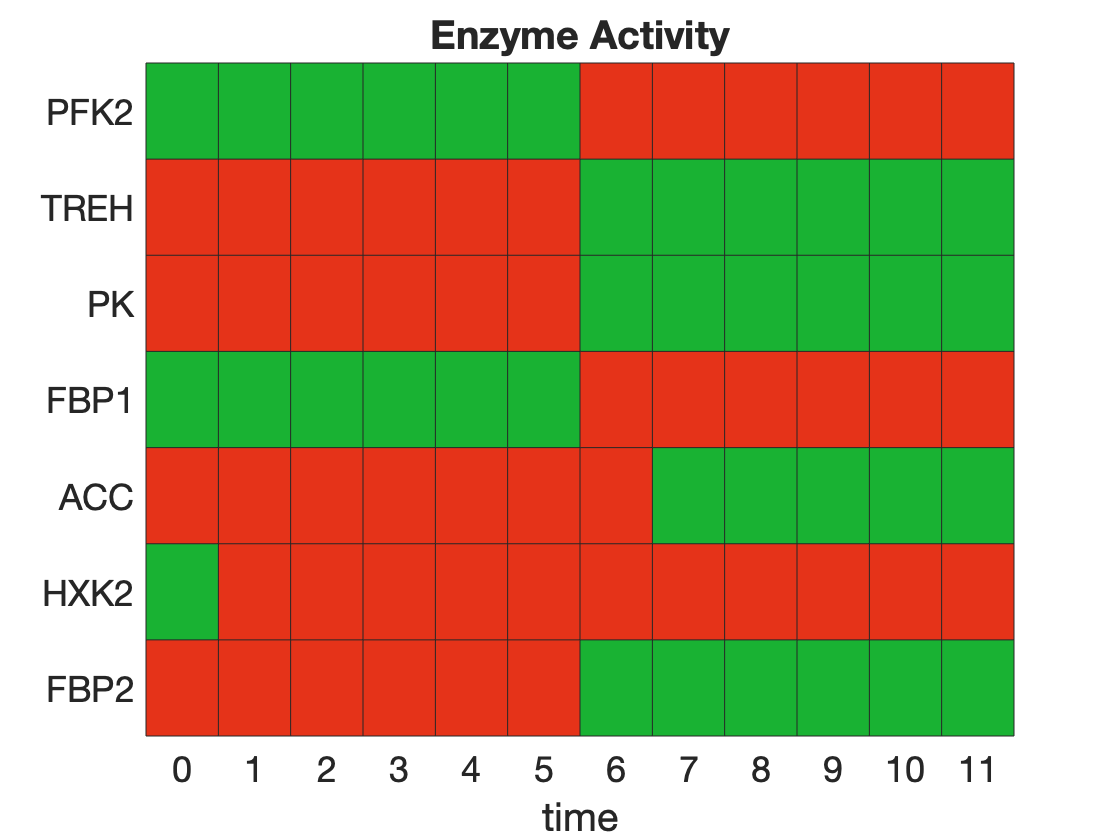 Enzyme Activity
PFK2
TREH
PK
FBP1
ACC
HXK2
FBP2
0 1 2 3 4 5 6 7 8 9 10 11
time